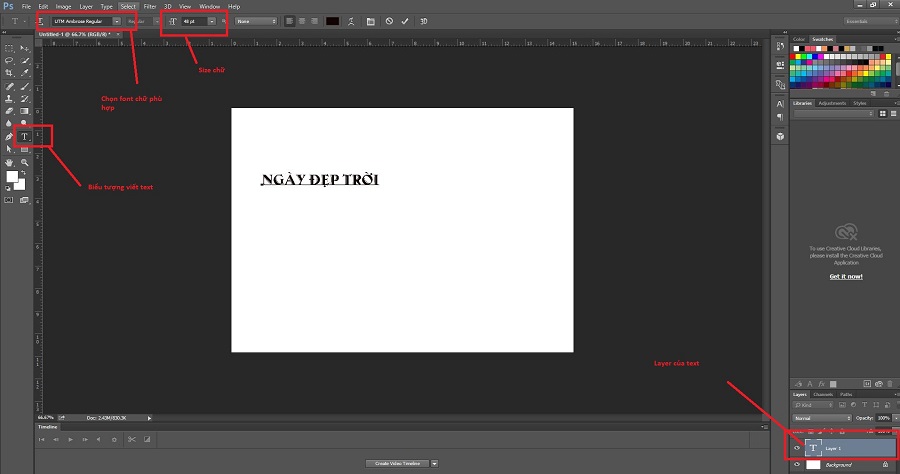 Ps File Edit Image Layer Type Select Filter 3D View Window Help
T UTM Ambrose Regular Regular T 48 pt None 3D Essentials
Untitled-1 @ 66.7% (RGB/8) * ×
Size chữ
Chọn font chữ phù
hợp
Biểu tượng viết text
NGÀY ĐẸP TRỜI
Layer của text
66.67% Doc: 2.43M/830.3K
Timeline
Create Video Timeline
Color Swatches
Libraries Adjustments Styles
To use Creative Cloud Libraries,
please install the Creative Cloud
Application
Get it now!
Layers Channels Paths
Kind
Normal Opacity: 100%
T Layer 1
Background